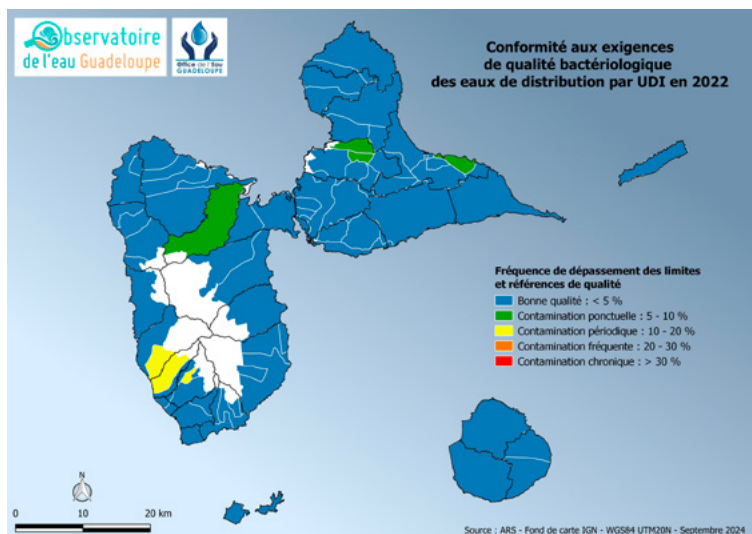 Observatoire
de l'eau Guadeloupe
Office de l'Eau
GUADELOUPE
Conformité aux exigences
de qualité bactériologique
des eaux de distribution par UDI en 2022
Fréquence de dépassement des limites
et références de qualité
Bonne qualité : < 5 %
Contamination ponctuelle : 5 - 10 %
Contamination périodique : 10 - 20 %
Contamination fréquente : 20 - 30 %
Contamination chronique : > 30 %
N
0 10 20 km
Source : ARS - Fond de carte IGN - WGS84 UTM20N - Septembre 2024